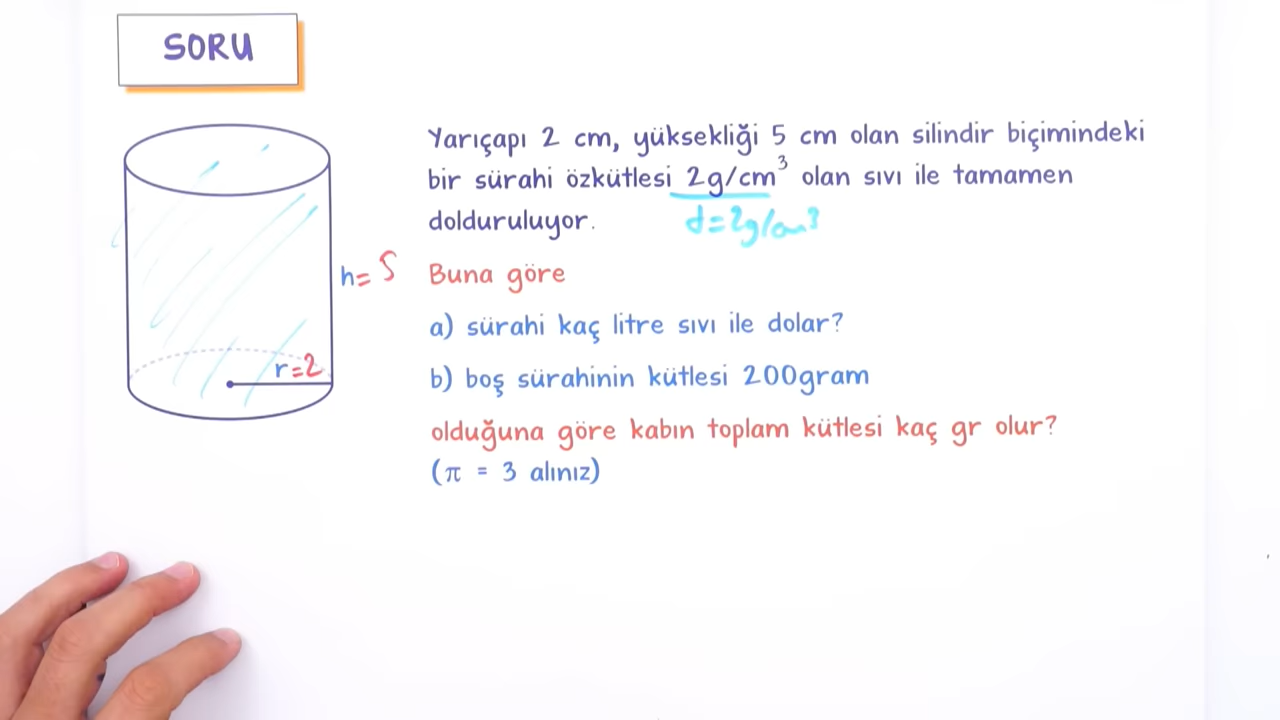 SORU
Yarıçapı 2 cm, yüksekliği 5 cm olan silindir biçimindeki
bir sürahi özkütlesi 2g/cm³ olan sıvı ile tamamen
dolduruluyor.
d=2g/cm³
h=5
Buna göre
a) sürahi kaç litre sıvı ile dolar?
r=2
b) boş sürahinin kütlesi 200gram
olduğuna göre kabın toplam kütlesi kaç gr olur?
(π = 3 alınız)